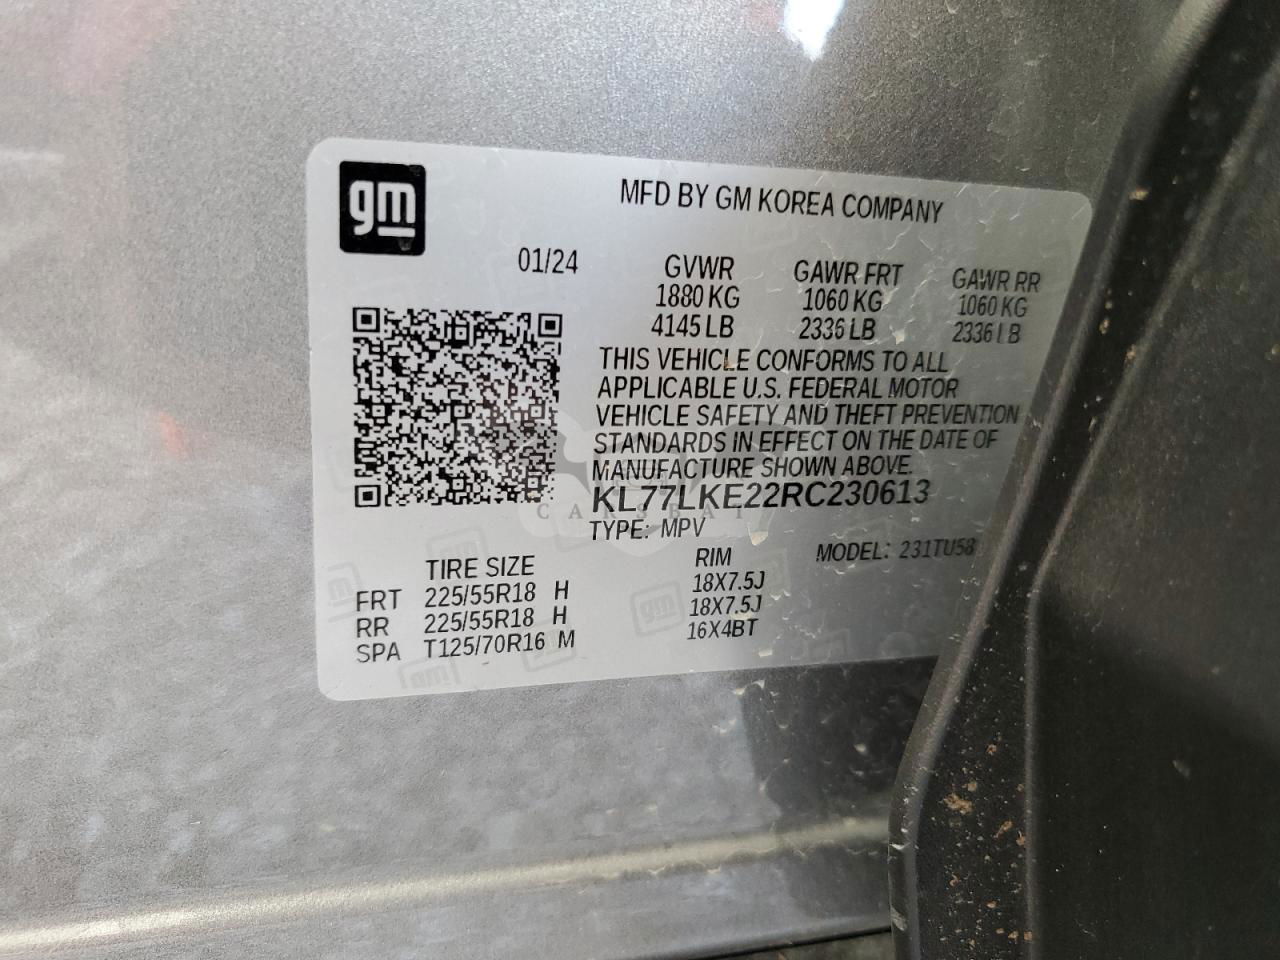 gm
MFD BY GM KOREA COMPANY
01/24 GVWR GAWR FRT GAWR RR
1880 KG 1060 KG 1060 KG
4145 LB 2336 LB 2336 LB
THIS VEHICLE CONFORMS TO ALL
APPLICABLE U.S. FEDERAL MOTOR
VEHICLE SAFETY AND THEFT PREVENTION
STANDARDS IN EFFECT ON THE DATE OF
MANUFACTURE SHOWN ABOVE.
KL77LKE22RC230613
TYPE: MPV
MODEL: 231TU58
TIRE SIZE RIM
FRT 225/55R18 H 18X7.5J
RR 225/55R18 H 18X7.5J
SPA T125/70R16 M 16X4BT
gm
gm